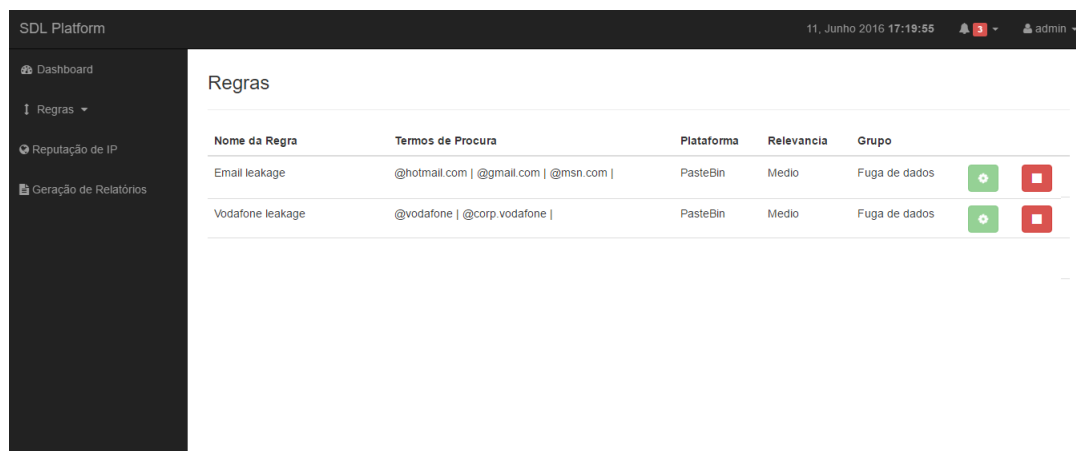 SDL Platform
11, Junho 2016 17:19:55
3
admin
Dashboard
Regras
Reputação de IP
Geração de Relatórios
Regras
Nome da Regra Termos de Procura Plataforma Relevancia Grupo
Email leakage @hotmail.com | @gmail.com | @msn.com | PasteBin Medio Fuga de dados
Vodafone leakage @vodafone | @corp.vodafone | PasteBin Medio Fuga de dados